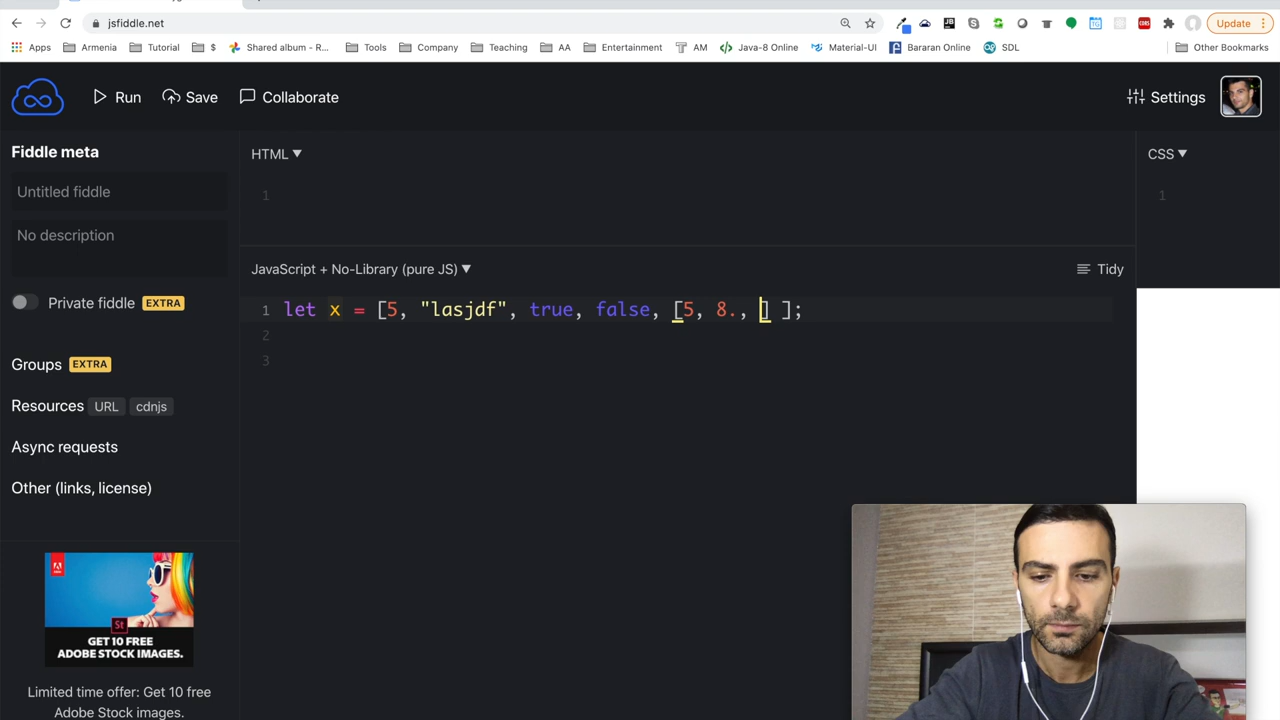 jsfiddle.net
Update
Apps
Armenia
Tutorial
$
Shared album - R...
Tools
Company
Teaching
AA
Entertainment
AM
Java-8 Online
Material-UI
Bararan Online
SDL
Other Bookmarks
Run
Save
Collaborate
Settings
Fiddle meta
Untitled fiddle
No description
Private fiddle EXTRA
Groups EXTRA
Resources URL cdnjs
Async requests
Other (links, license)
St
GET 10 FREE
ADOBE STOCK IMAGES.
Limited time offer: Get 10 free
Adobe Stock images.
HTML
1
CSS
1
JavaScript + No-Library (pure JS)
Tidy
1 let x = [5, "lasjdf", true, false, [5, 8., ] ];
2
3